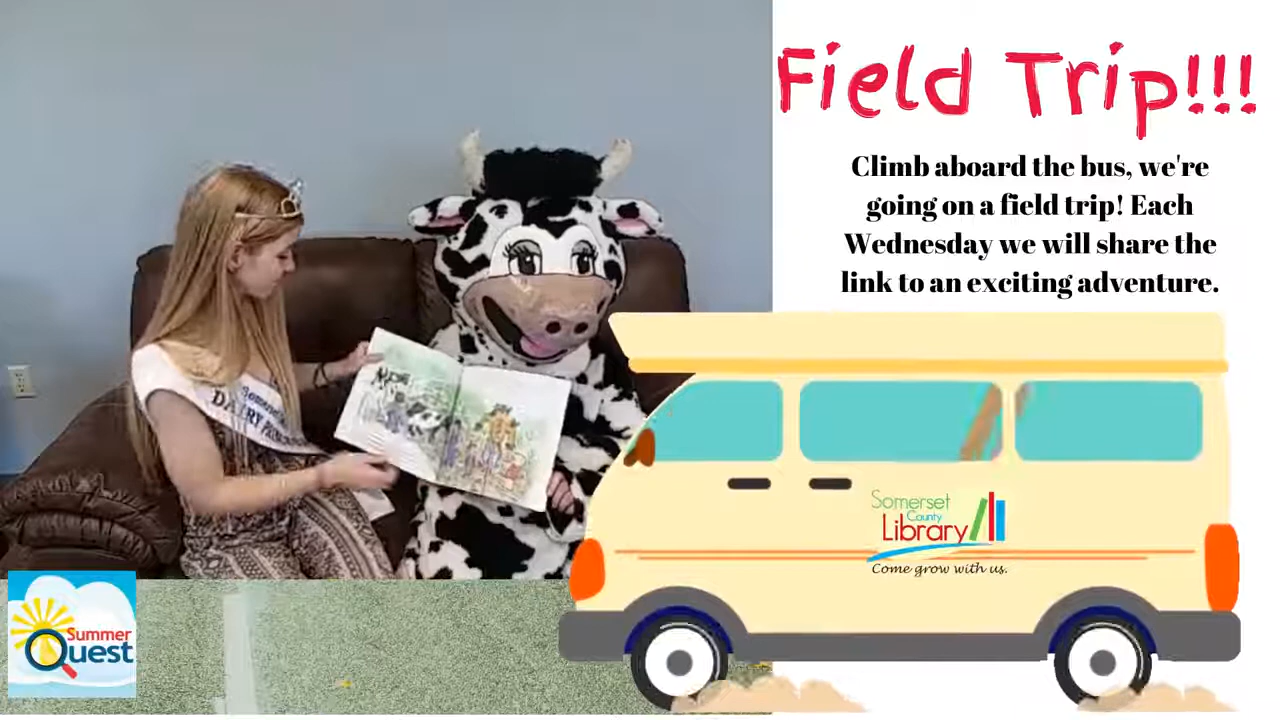 Field Trip!!!
Climb aboard the bus, we're
going on a field trip! Each
Wednesday we will share the
link to an exciting adventure.
Somerset
County
Library
Come grow with us.
Summer
Quest